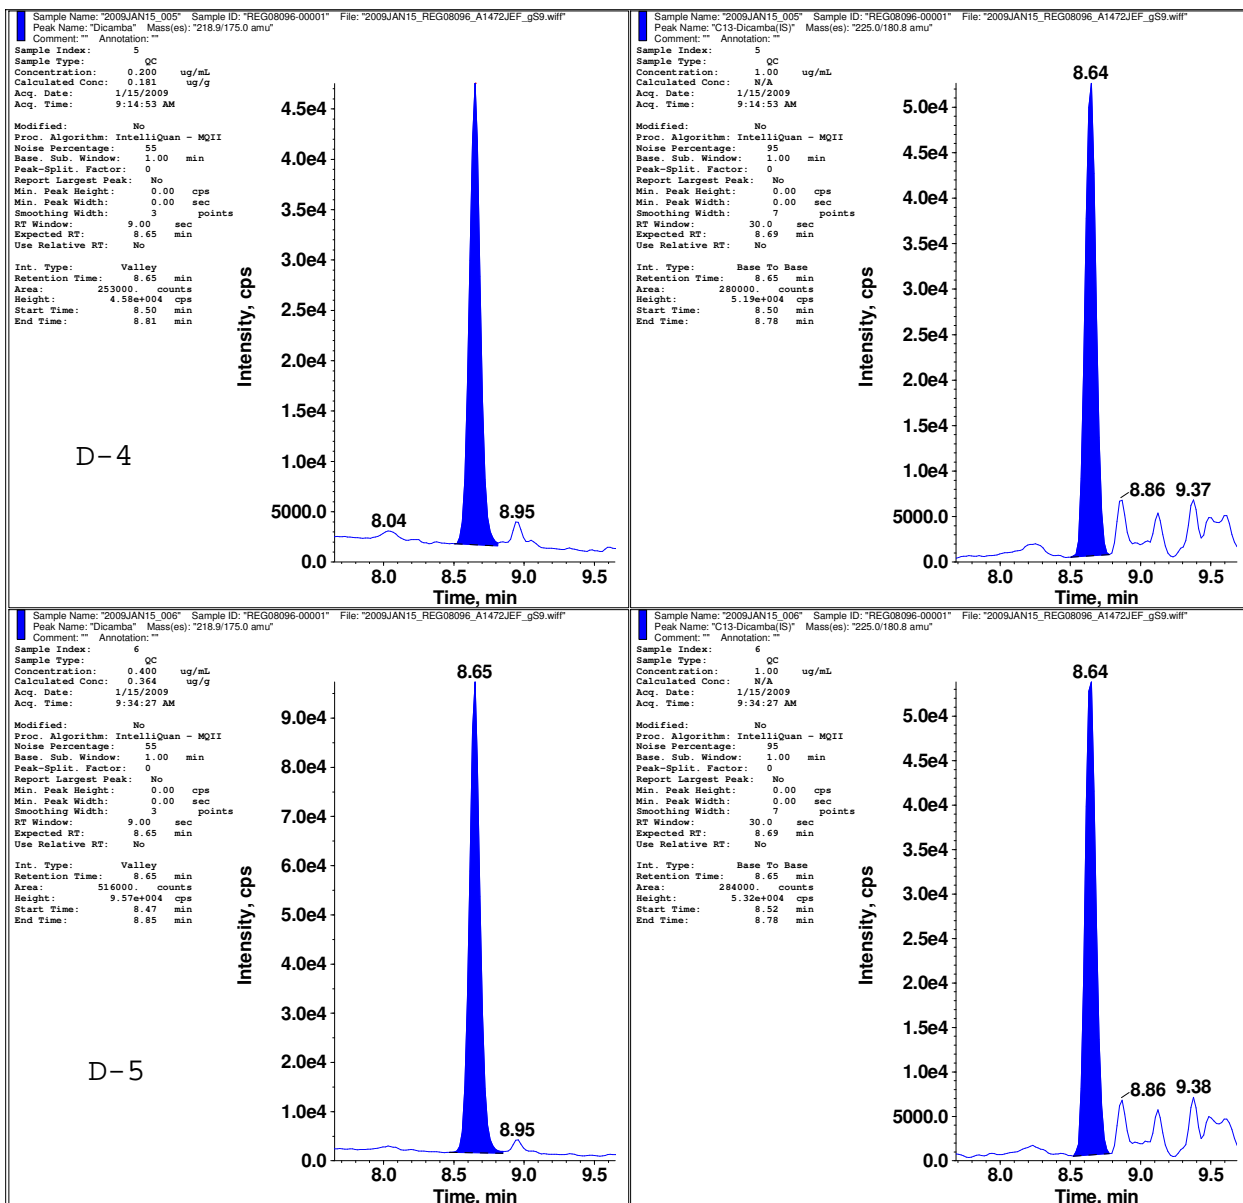 Sample Name: "2009JAN15_005" Sample ID: "REG08096-00001" File: "2009JAN15_REG08096_A1472JEF_gS9.wiff"
Peak Name: "Dicamba" Mass(es): "218.9/175.0 amu"
Comment: "" Annotation: ""
Sample Index: 5
Sample Type: QC
Concentration: 0.200 ug/mL
Calculated Conc: 0.181 ug/g
Acq. Date: 1/15/2009
Acq. Time: 9:14:53 AM
Modified: No
Proc. Algorithm: IntelliQuan - MQII
Noise Percentage: 55
Base. Sub. Window: 1.00 min
Peak-Split. Factor: 0
Report Largest Peak: No
Min. Peak Height: 0.00 cps
Min. Peak Width: 0.00 sec
Smoothing Width: 3 points
RT Window: 9.00 sec
Expected RT: 8.65 min
Use Relative RT: No
Int. Type: Valley
Retention Time: 8.65 min
Area: 253000. counts
Height: 4.58e+004 cps
Start Time: 8.50 min
End Time: 8.81 min
D-4
Intensity, cps
4.5e4
4.0e4
3.5e4
3.0e4
2.5e4
2.0e4
1.5e4
1.0e4
5000.0
0.0
8.04
8.95
8.0 8.5 9.0 9.5
Time, min
Sample Name: "2009JAN15_005" Sample ID: "REG08096-00001" File: "2009JAN15_REG08096_A1472JEF_gS9.wiff"
Peak Name: "C13-Dicamba(IS)" Mass(es): "225.0/180.8 amu"
Comment: "" Annotation: ""
Sample Index: 5
Sample Type: QC
Concentration: 1.00 ug/mL
Calculated Conc: N/A
Acq. Date: 1/15/2009
Acq. Time: 9:14:53 AM
Modified: No
Proc. Algorithm: IntelliQuan - MQII
Noise Percentage: 95
Base. Sub. Window: 1.00 min
Peak-Split. Factor: 0
Report Largest Peak: No
Min. Peak Height: 0.00 cps
Min. Peak Width: 0.00 sec
Smoothing Width: 7 points
RT Window: 30.0 sec
Expected RT: 8.69 min
Use Relative RT: No
Int. Type: Base To Base
Retention Time: 8.65 min
Area: 280000. counts
Height: 5.19e+004 cps
Start Time: 8.50 min
End Time: 8.78 min
Intensity, cps
8.64
5.0e4
4.5e4
4.0e4
3.5e4
3.0e4
2.5e4
2.0e4
1.5e4
1.0e4
5000.0
0.0
8.86 9.37
8.0 8.5 9.0 9.5
Time, min
Sample Name: "2009JAN15_006" Sample ID: "REG08096-00001" File: "2009JAN15_REG08096_A1472JEF_gS9.wiff"
Peak Name: "Dicamba" Mass(es): "218.9/175.0 amu"
Comment: "" Annotation: ""
Sample Index: 6
Sample Type: QC
Concentration: 0.400 ug/mL
Calculated Conc: 0.364 ug/g
Acq. Date: 1/15/2009
Acq. Time: 9:34:27 AM
Modified: No
Proc. Algorithm: IntelliQuan - MQII
Noise Percentage: 55
Base. Sub. Window: 1.00 min
Peak-Split. Factor: 0
Report Largest Peak: No
Min. Peak Height: 0.00 cps
Min. Peak Width: 0.00 sec
Smoothing Width: 3 points
RT Window: 9.00 sec
Expected RT: 8.65 min
Use Relative RT: No
Int. Type: Valley
Retention Time: 8.65 min
Area: 516000. counts
Height: 9.57e+004 cps
Start Time: 8.47 min
End Time: 8.85 min
D-5
Intensity, cps
8.65
9.0e4
8.0e4
7.0e4
6.0e4
5.0e4
4.0e4
3.0e4
2.0e4
1.0e4
0.0
8.95
8.0 8.5 9.0 9.5
Time, min
Sample Name: "2009JAN15_006" Sample ID: "REG08096-00001" File: "2009JAN15_REG08096_A1472JEF_gS9.wiff"
Peak Name: "C13-Dicamba(IS)" Mass(es): "225.0/180.8 amu"
Comment: "" Annotation: ""
Sample Index: 6
Sample Type: QC
Concentration: 1.00 ug/mL
Calculated Conc: N/A
Acq. Date: 1/15/2009
Acq. Time: 9:34:27 AM
Modified: No
Proc. Algorithm: IntelliQuan - MQII
Noise Percentage: 95
Base. Sub. Window: 1.00 min
Peak-Split. Factor: 0
Report Largest Peak: No
Min. Peak Height: 0.00 cps
Min. Peak Width: 0.00 sec
Smoothing Width: 7 points
RT Window: 30.0 sec
Expected RT: 8.69 min
Use Relative RT: No
Int. Type: Base To Base
Retention Time: 8.65 min
Area: 284000. counts
Height: 5.32e+004 cps
Start Time: 8.52 min
End Time: 8.78 min
Intensity, cps
8.64
5.0e4
4.5e4
4.0e4
3.5e4
3.0e4
2.5e4
2.0e4
1.5e4
1.0e4
5000.0
0.0
8.86 9.38
8.0 8.5 9.0 9.5
Time, min